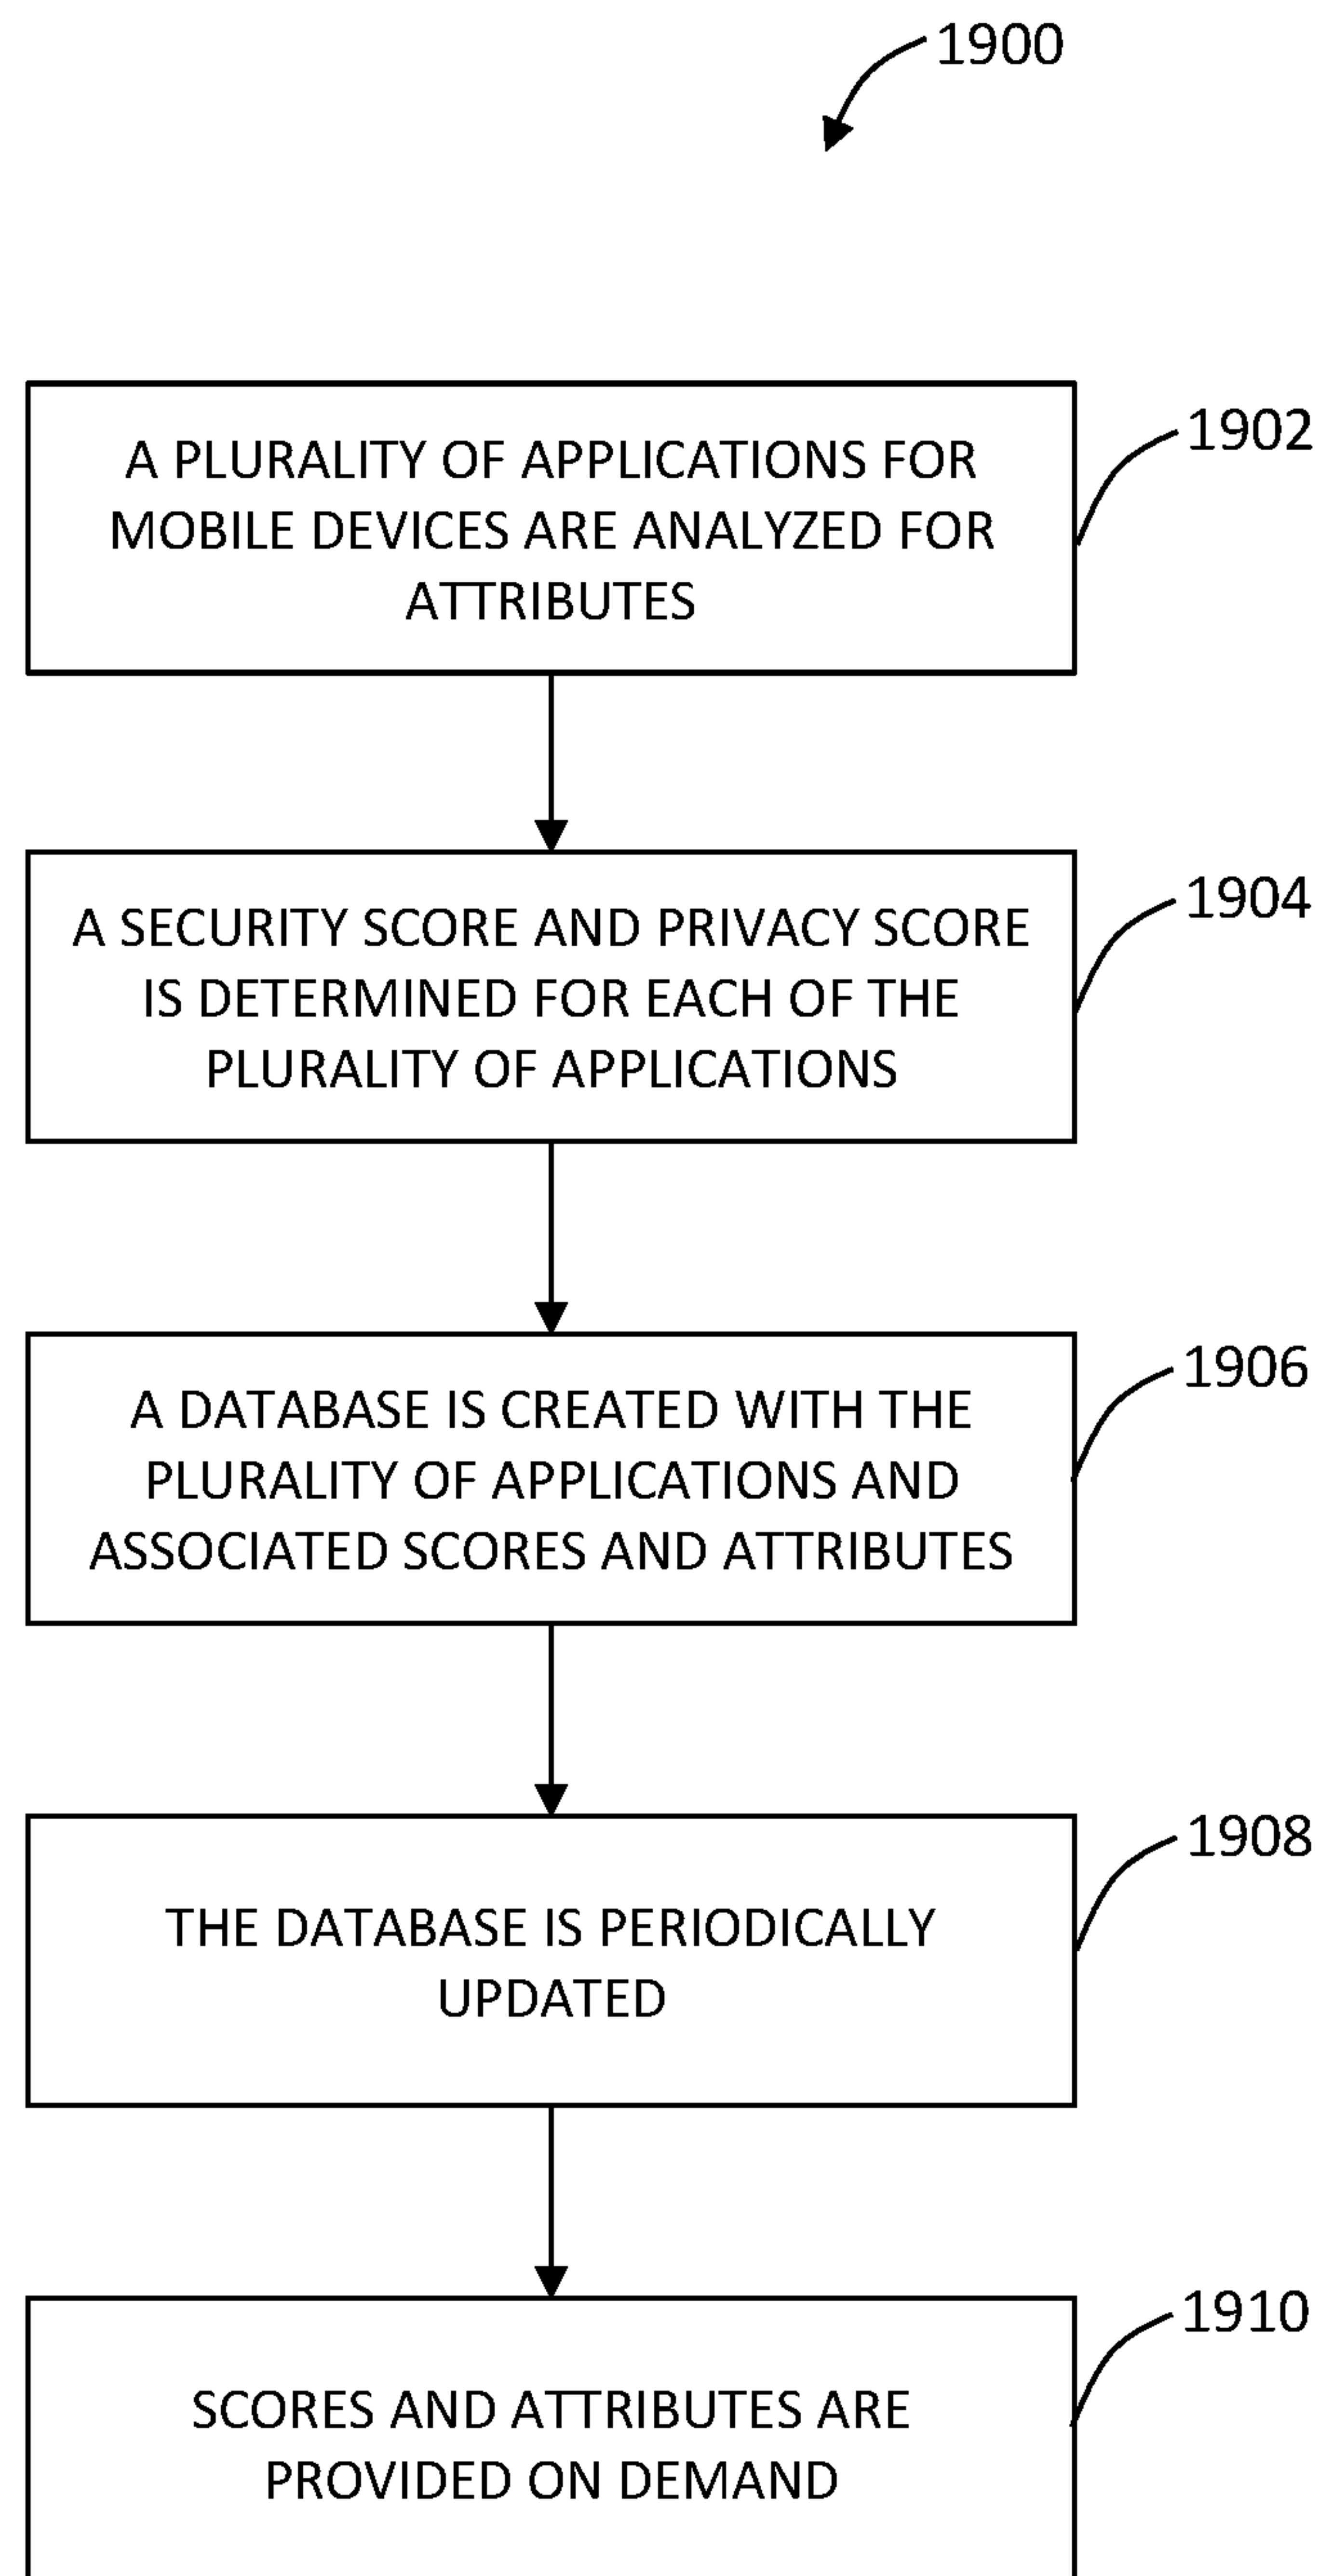 1900
A PLURALITY OF APPLICATIONS FOR
MOBILE DEVICES ARE ANALYZED FOR
ATTRIBUTES
1902
A SECURITY SCORE AND PRIVACY SCORE
IS DETERMINED FOR EACH OF THE
PLURALITY OF APPLICATIONS
1904
A DATABASE IS CREATED WITH THE
PLURALITY OF APPLICATIONS AND
ASSOCIATED SCORES AND ATTRIBUTES
1906
THE DATABASE IS PERIODICALLY
UPDATED
1908
SCORES AND ATTRIBUTES ARE
PROVIDED ON DEMAND
1910